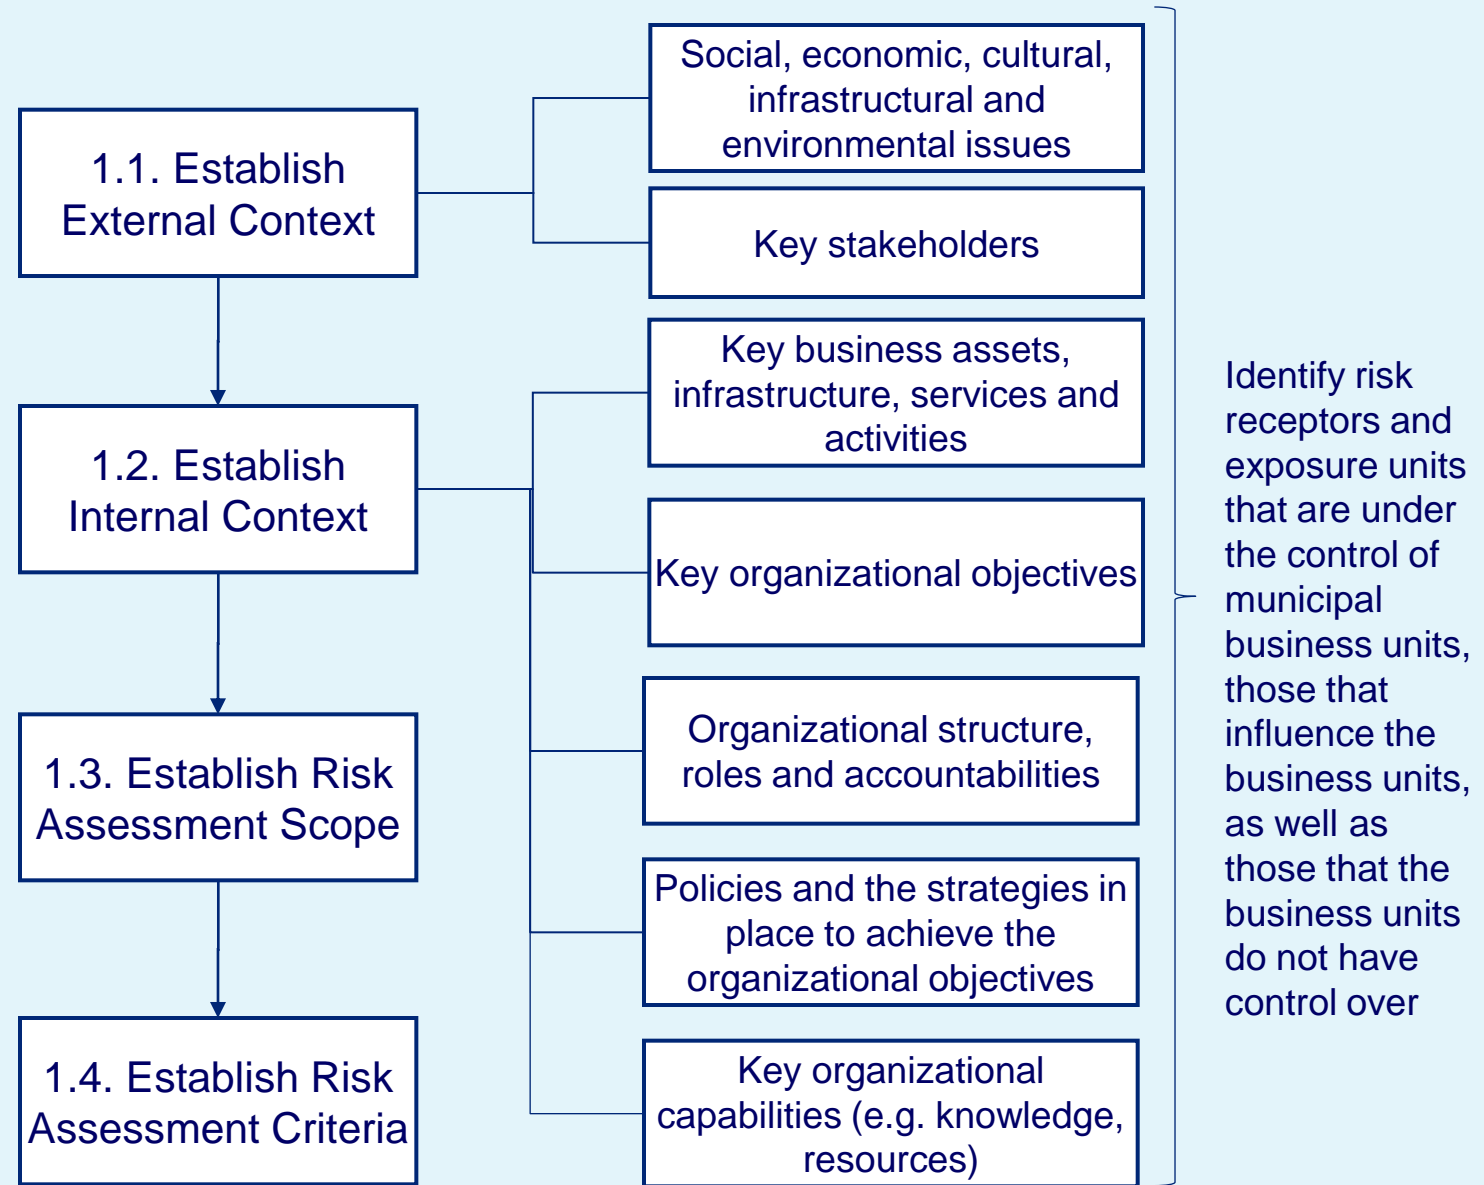 1.1. Establish
External Context
1.2. Establish
Internal Context
1.3. Establish Risk
Assessment Scope
1.4. Establish Risk
Assessment Criteria
Social, economic, cultural,
infrastructural and
environmental issues
Key stakeholders
Key business assets,
infrastructure, services and
activities
Key organizational objectives
Organizational structure,
roles and accountabilities
Policies and the strategies in
place to achieve the
organizational objectives
Key organizational
capabilities (e.g. knowledge,
resources)
Identify risk
receptors and
exposure units
that are under
the control of
municipal
business units,
those that
influence the
business units,
as well as
those that the
business units
do not have
control over